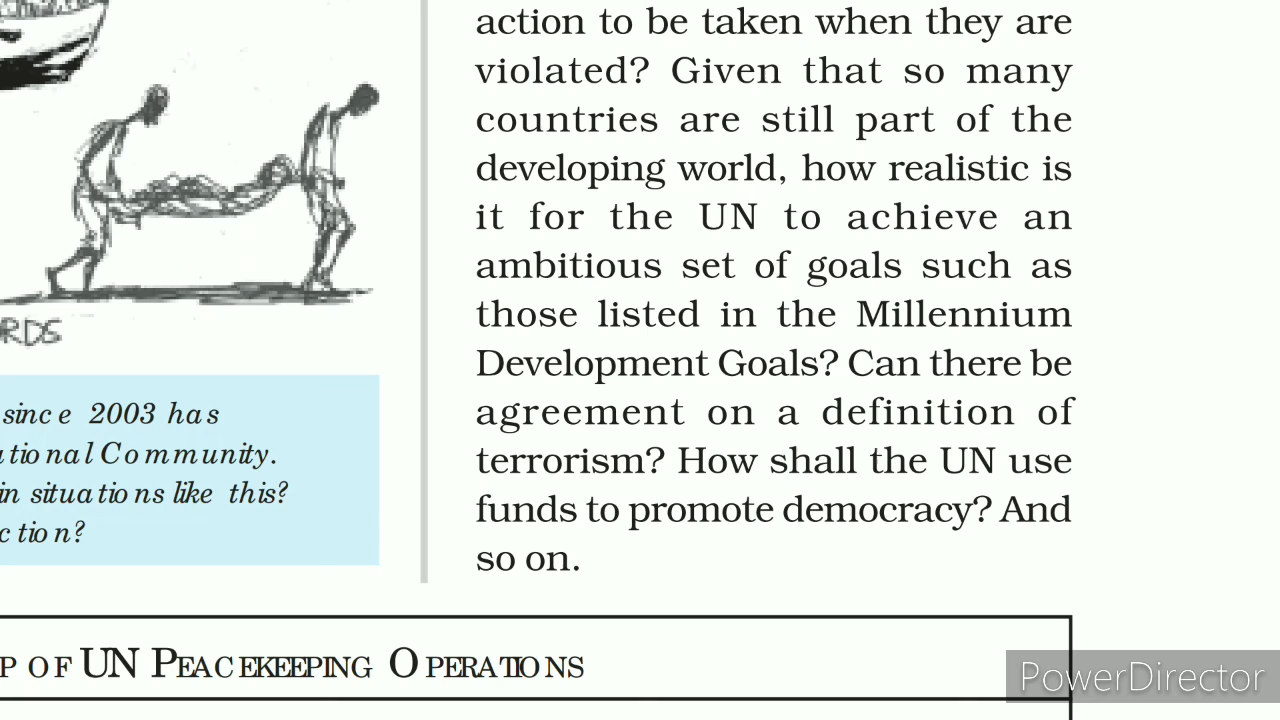 action to be taken when they are
violated? Given that so many
countries are still part of the
developing world, how realistic is
it for the UN to achieve an
ambitious set of goals such as
those listed in the Millennium
Development Goals? Can there be
agreement on a definition of
terrorism? How shall the UN use
funds to promote democracy? And
so on.
RDS
since 2003 has
ational Community.
in situations like this?
ction?
P OF UN PEACEKEEPING OPERATIONS
PowerDirector